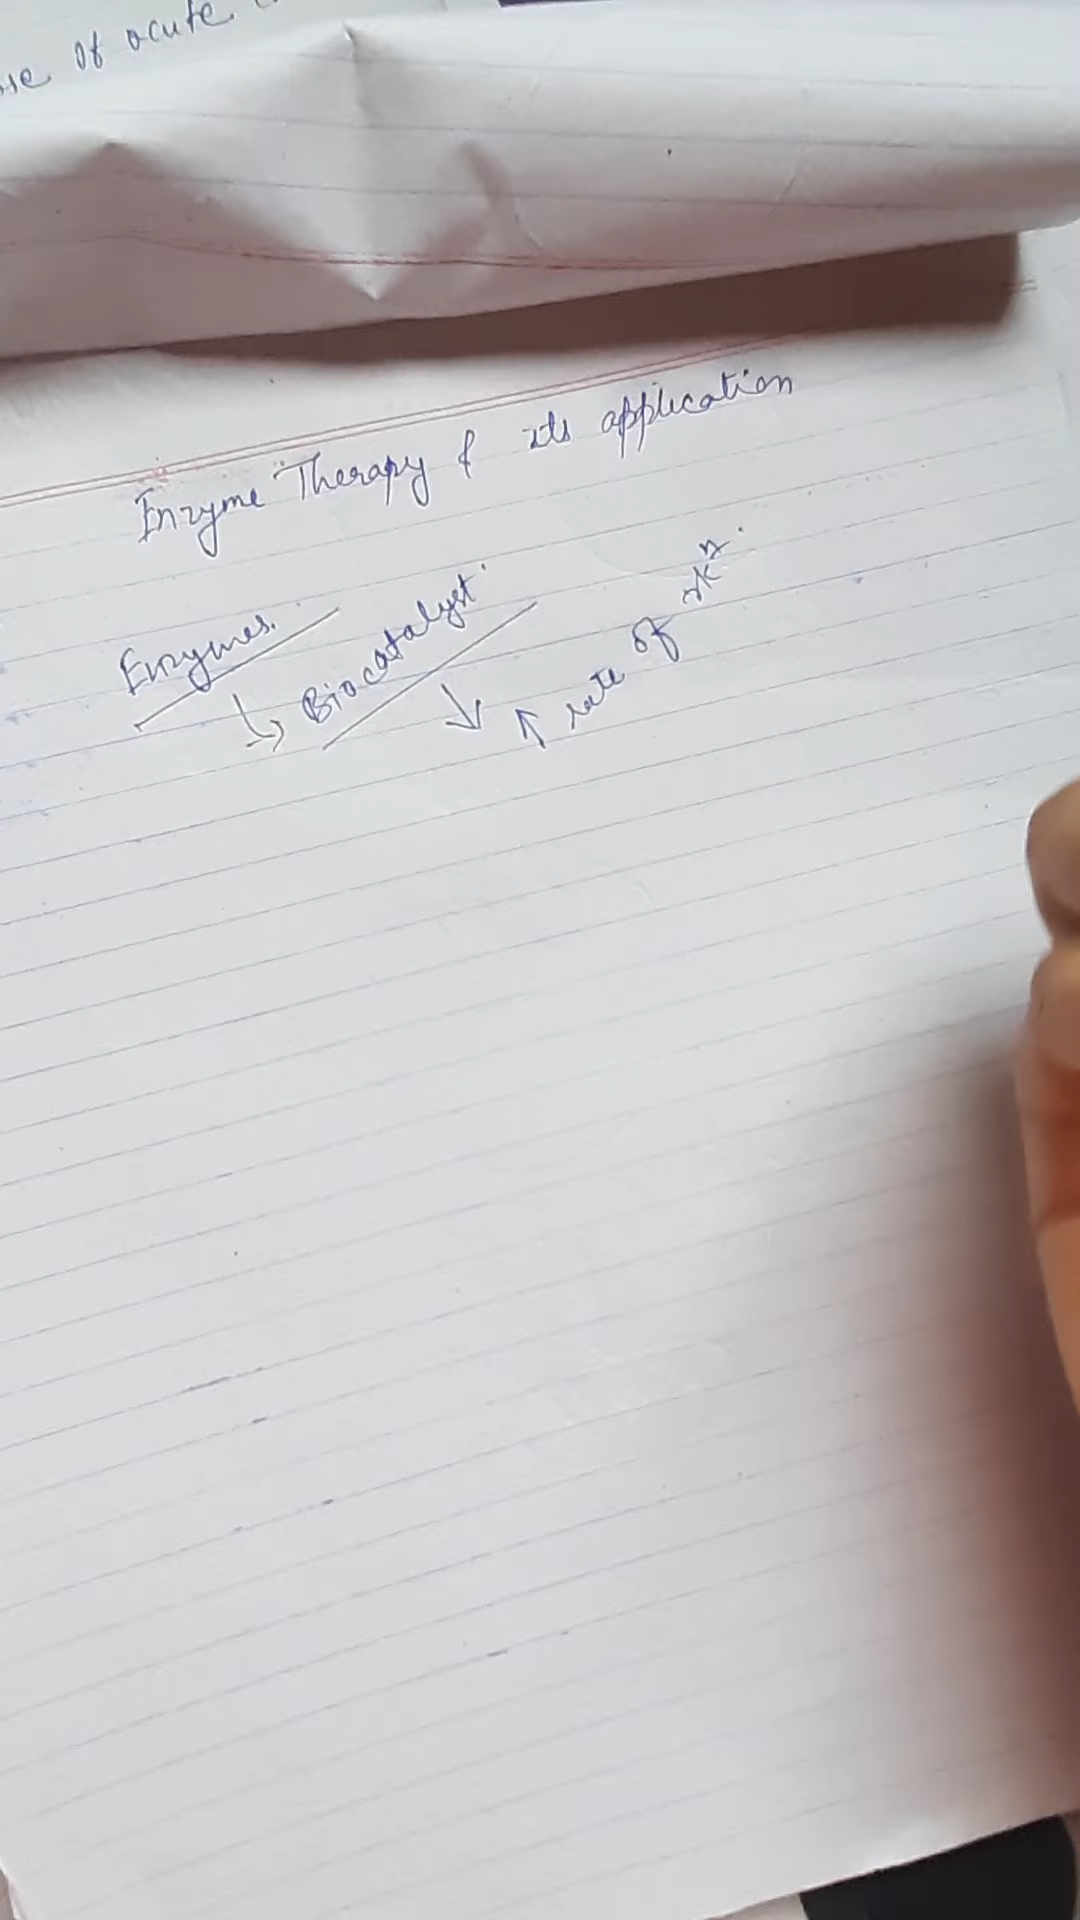 of acute
Enzyme Therapy & its application
Enzymes.
↳ Biocatalyst
↓ ↑ rate of rxⁿ.